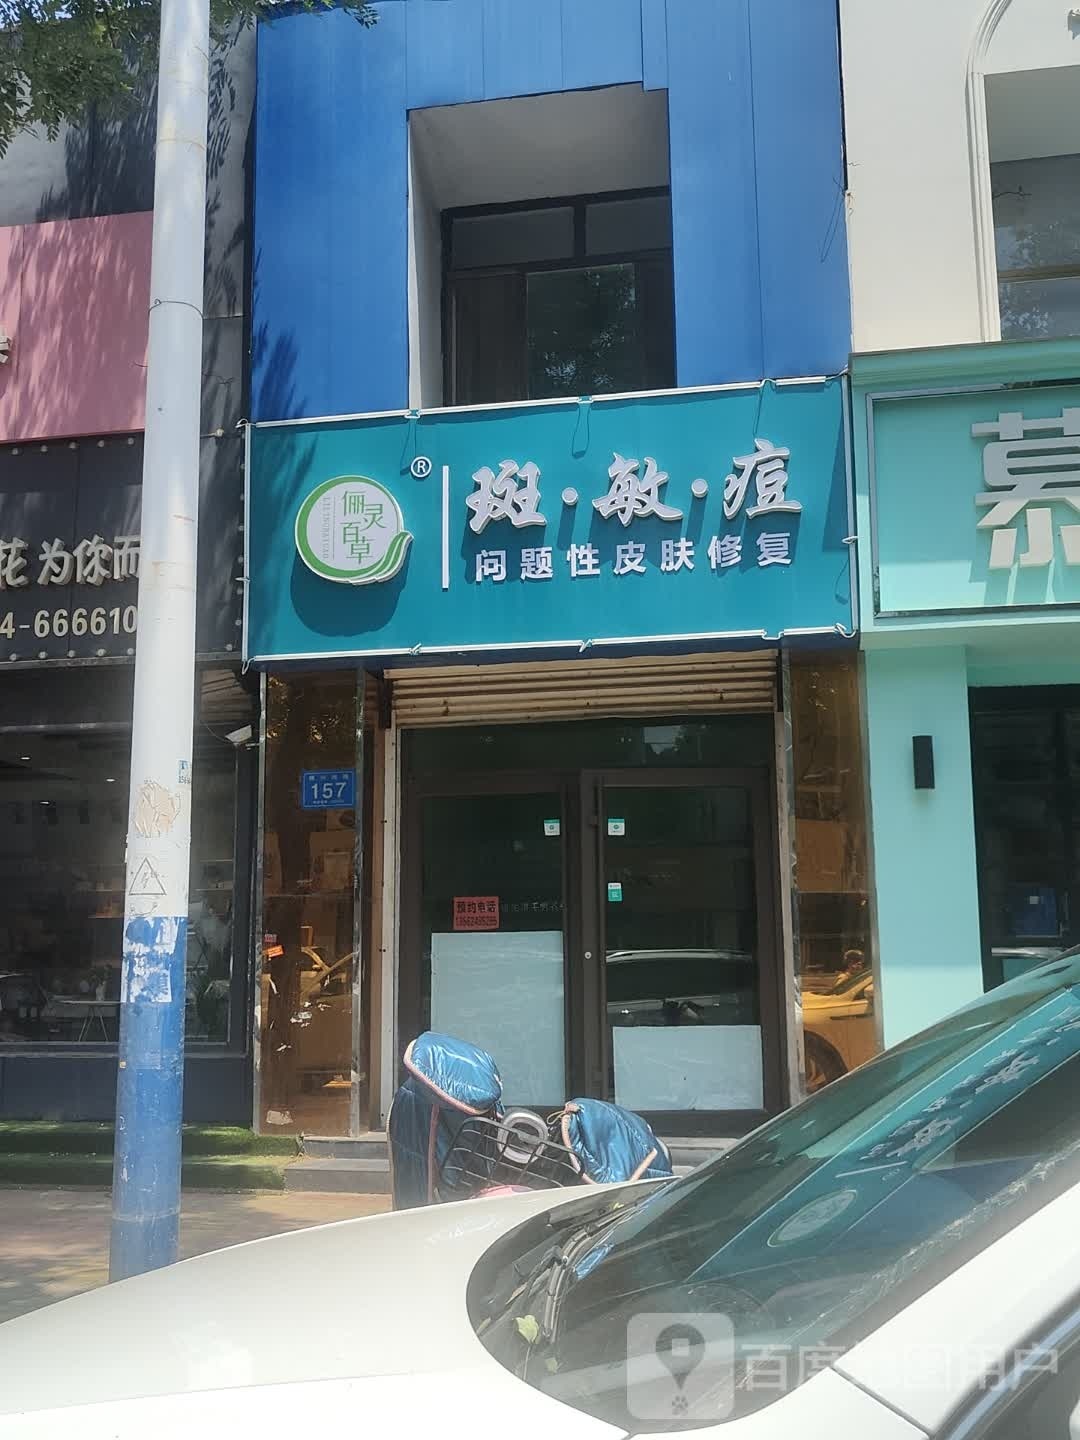 俪灵
百草
®
斑·敏·痘
问题性皮肤修复
花为你而
4-666610
慕
157
预约电话
百度地图用户